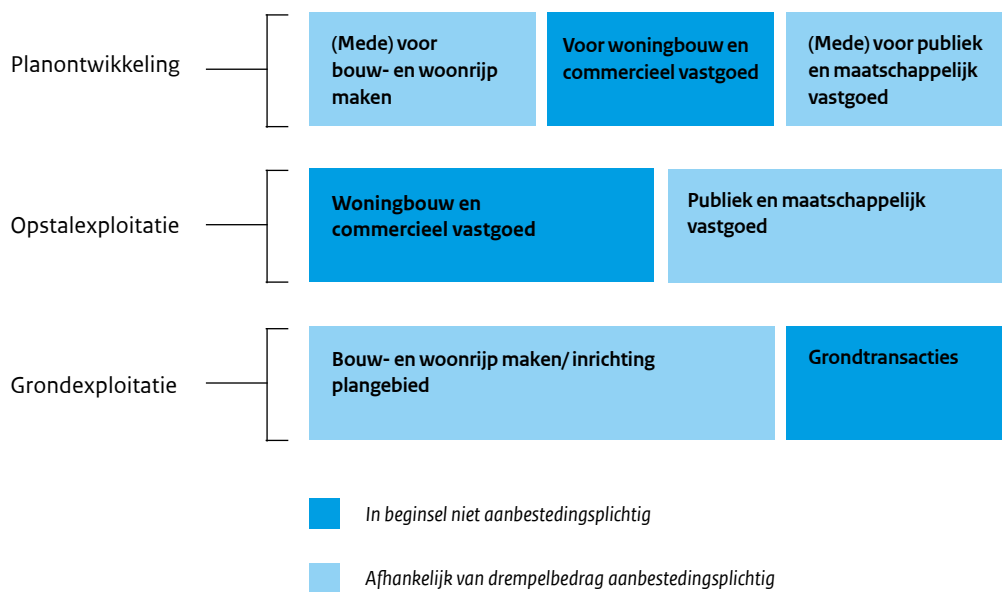 Planontwikkeling
(Mede) voor
bouw- en woonrijp
maken
Voor woningbouw en
commercieel vastgoed
(Mede) voor publiek
en maatschappelijk
vastgoed
Opstalexploitatie
Woningbouw en
commercieel vastgoed
Publiek en maatschappelijk
vastgoed
Grondexploitatie
Bouw- en woonrijp maken/ inrichting
plangebied
Grondtransacties
In beginsel niet aanbestedingsplichtig
Afhankelijk van drempelbedrag aanbestedingsplichtig